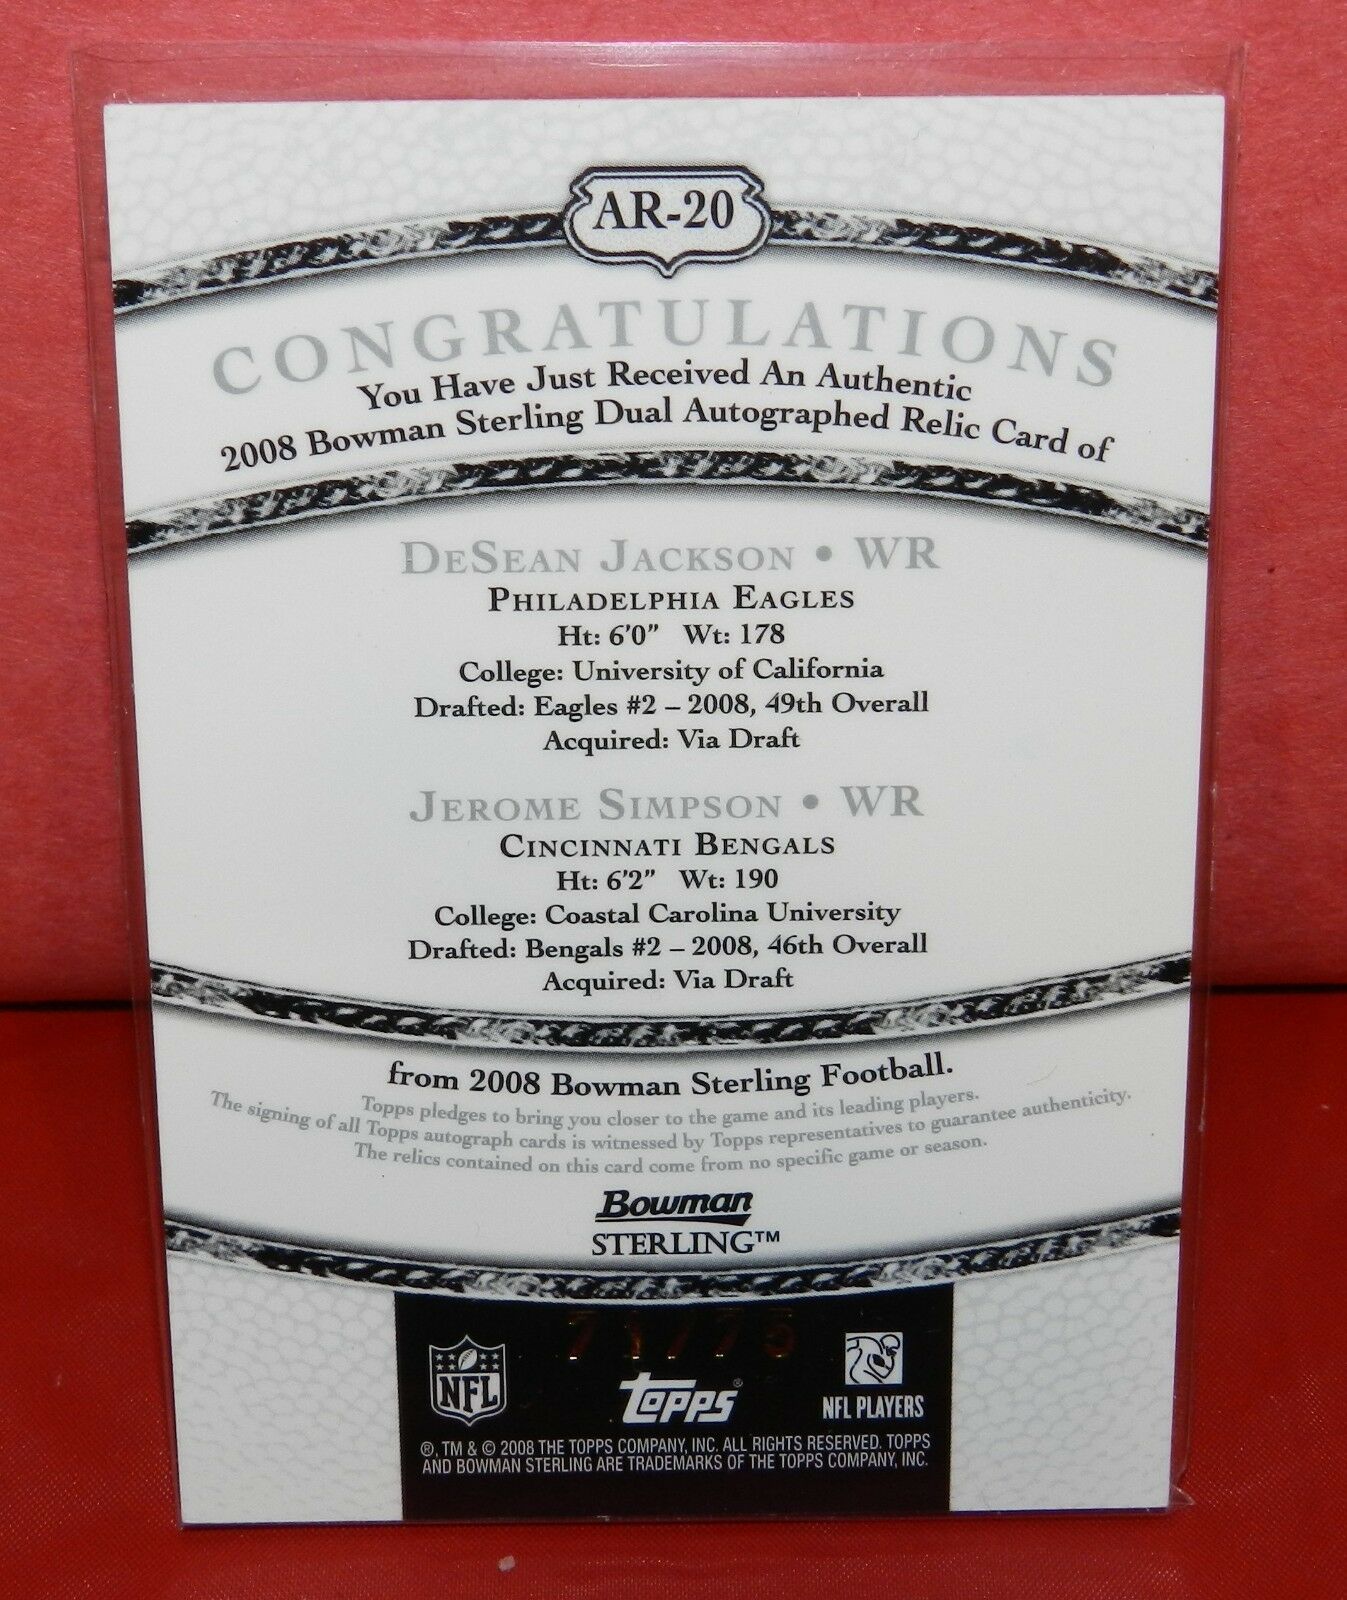 AR-20
CONGRATULATIONS
You Have Just Received An Authentic
2008 Bowman Sterling Dual Autographed Relic Card of
DeSean Jackson • WR
Philadelphia Eagles
Ht: 6'0" Wt: 178
College: University of California
Drafted: Eagles #2 – 2008, 49th Overall
Acquired: Via Draft
Jerome Simpson • WR
Cincinnati Bengals
Ht: 6'2" Wt: 190
College: Coastal Carolina University
Drafted: Bengals #2 – 2008, 46th Overall
Acquired: Via Draft
from 2008 Bowman Sterling Football.
Topps pledges to bring you closer to the game and its leading players.
The signing of all Topps autograph cards is witnessed by Topps representatives to guarantee authenticity.
The relics contained on this card come from no specific game or season.
Bowman
STERLING™
NFL
Topps®
NFL PLAYERS
®, TM & © 2008 THE TOPPS COMPANY, INC. ALL RIGHTS RESERVED. TOPPS
AND BOWMAN STERLING ARE TRADEMARKS OF THE TOPPS COMPANY, INC.